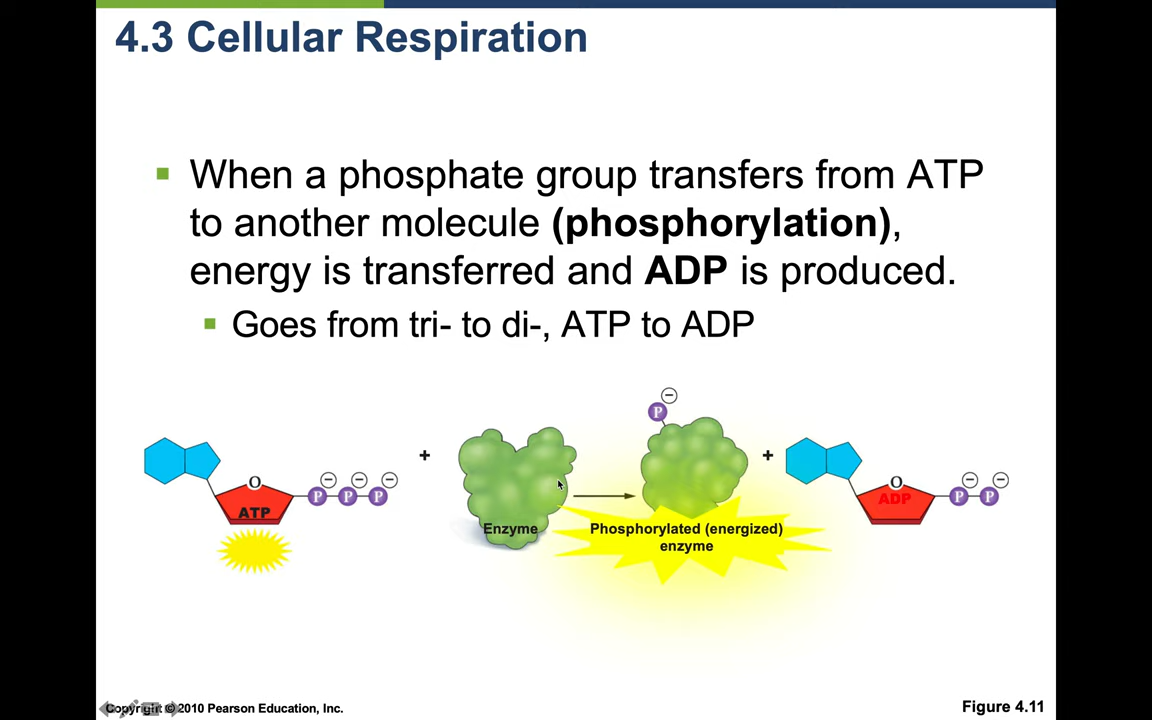 4.3 Cellular Respiration
When a phosphate group transfers from ATP
to another molecule (phosphorylation),
energy is transferred and ADP is produced.
Goes from tri- to di-, ATP to ADP
P
+
+
O
ATP
P P P
Enzyme
Phosphorylated (energized)
enzyme
O
ADP
P P
Copyright © 2010 Pearson Education, Inc.
Figure 4.11